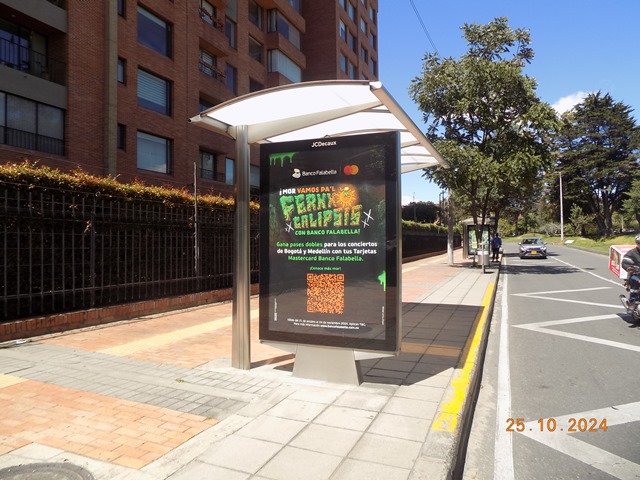 JCDecaux
Banco Falabella
¡MOR VAMOS PA'L
FERXXO
CALIPSIS
CON BANCO FALABELLA!
Gana pases dobles para los conciertos
de Bogotá y Medellín con tus Tarjetas
Mastercard Banco Falabella.
¡Conoce más acá!
25.10.2024